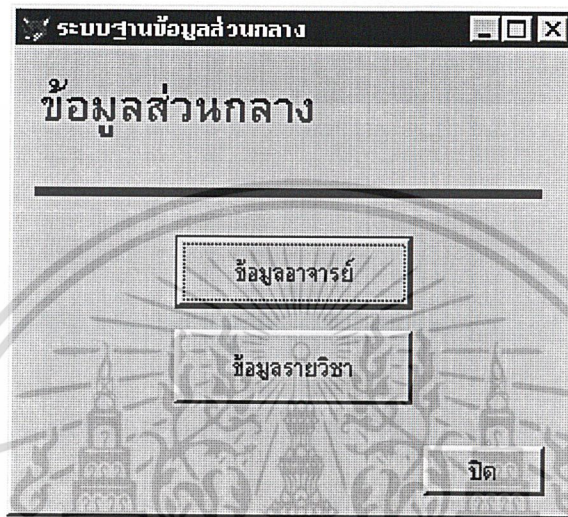 ระบบฐานข้อมูลส่วนกลาง
ข้อมูลส่วนกลาง
ข้อมูลอาจารย์
ข้อมูลรายวิชา
ปิด